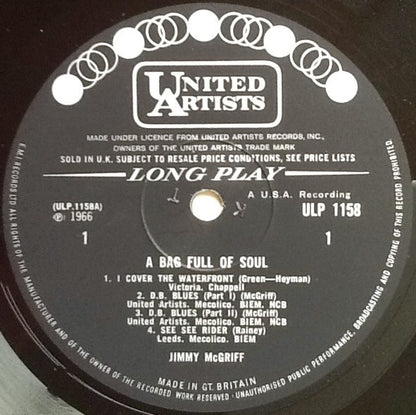 UNITED
ARTISTS
MADE UNDER LICENCE FROM UNITED ARTISTS RECORDS, INC.,
OWNERS OF THE UNITED ARTISTS TRADE MARK
SOLD IN U.K. SUBJECT TO RESALE PRICE CONDITIONS, SEE PRICE LISTS
LONG PLAY
A U.S.A. Recording
(ULP.1158A)
℗ 1966
ULP 1158
1
1
A BAG FULL OF SOUL
1. I COVER THE WATERFRONT (Green—Heyman)
Victoria. Chappell
2. D.B. BLUES (Part I) (McGriff)
United Artists. Mecolico. BIEM. NCB
3. D.B. BLUES (Part II) (McGriff)
United Artists. Mecolico. BIEM. NCB
4. SEE SEE RIDER (Rainey)
Leeds. Mecolico. BIEM
JIMMY McGRIFF
MADE IN GT. BRITAIN
E.M.I. RECORDS LTD ALL RIGHTS OF THE MANUFACTURER AND OF THE OWNER OF THE RECORDED WORK RESERVED · UNAUTHORISED PUBLIC PERFORMANCE, BROADCASTING AND COPYING OF THIS RECORD PROHIBITED.